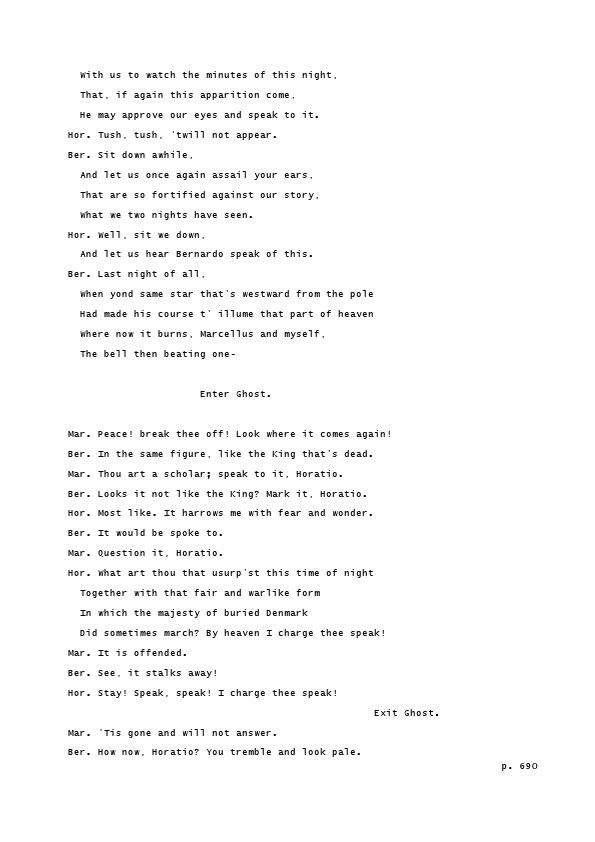 With us to watch the minutes of this night,
That, if again this apparition come,
He may approve our eyes and speak to it.
Hor. Tush, tush, 'twill not appear.
Ber. Sit down awhile,
And let us once again assail your ears,
That are so fortified against our story,
What we two nights have seen.
Hor. Well, sit we down,
And let us hear Bernardo speak of this.
Ber. Last night of all,
When yond same star that's westward from the pole
Had made his course t' illume that part of heaven
Where now it burns, Marcellus and myself,
The bell then beating one-
Enter Ghost.
Mar. Peace! break thee off! Look where it comes again!
Ber. In the same figure, like the King that's dead.
Mar. Thou art a scholar; speak to it, Horatio.
Ber. Looks it not like the King? Mark it, Horatio.
Hor. Most like. It harrows me with fear and wonder.
Ber. It would be spoke to.
Mar. Question it, Horatio.
Hor. What art thou that usurp'st this time of night
Together with that fair and warlike form
In which the majesty of buried Denmark
Did sometimes march? By heaven I charge thee speak!
Mar. It is offended.
Ber. See, it stalks away!
Hor. Stay! Speak, speak! I charge thee speak!
Exit Ghost.
Mar. 'Tis gone and will not answer.
Ber. How now, Horatio? You tremble and look pale.
p. 690